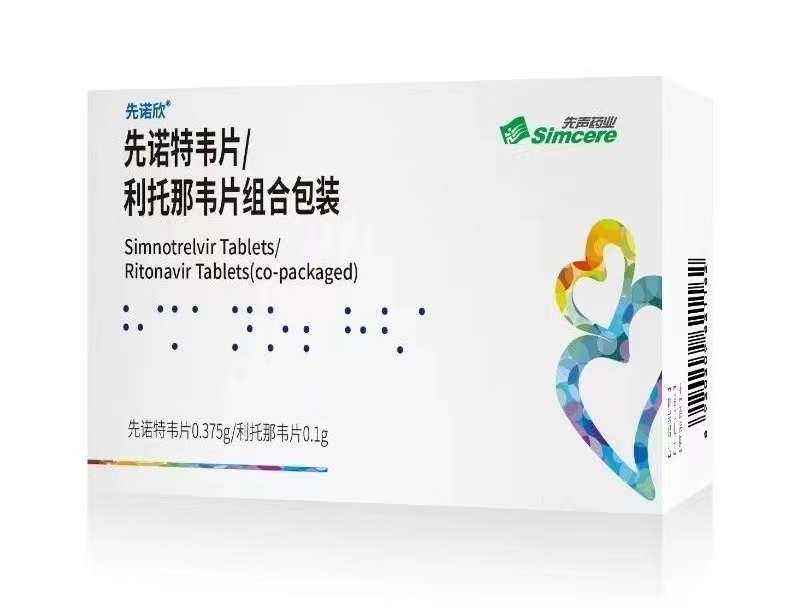 先诺欣®
先诺特韦片/
利托那韦片组合包装
Simnotrelvir Tablets/
Ritonavir Tablets(co-packaged)
先诺特韦片0.375g/利托那韦片0.1g
先声药业
Simcere